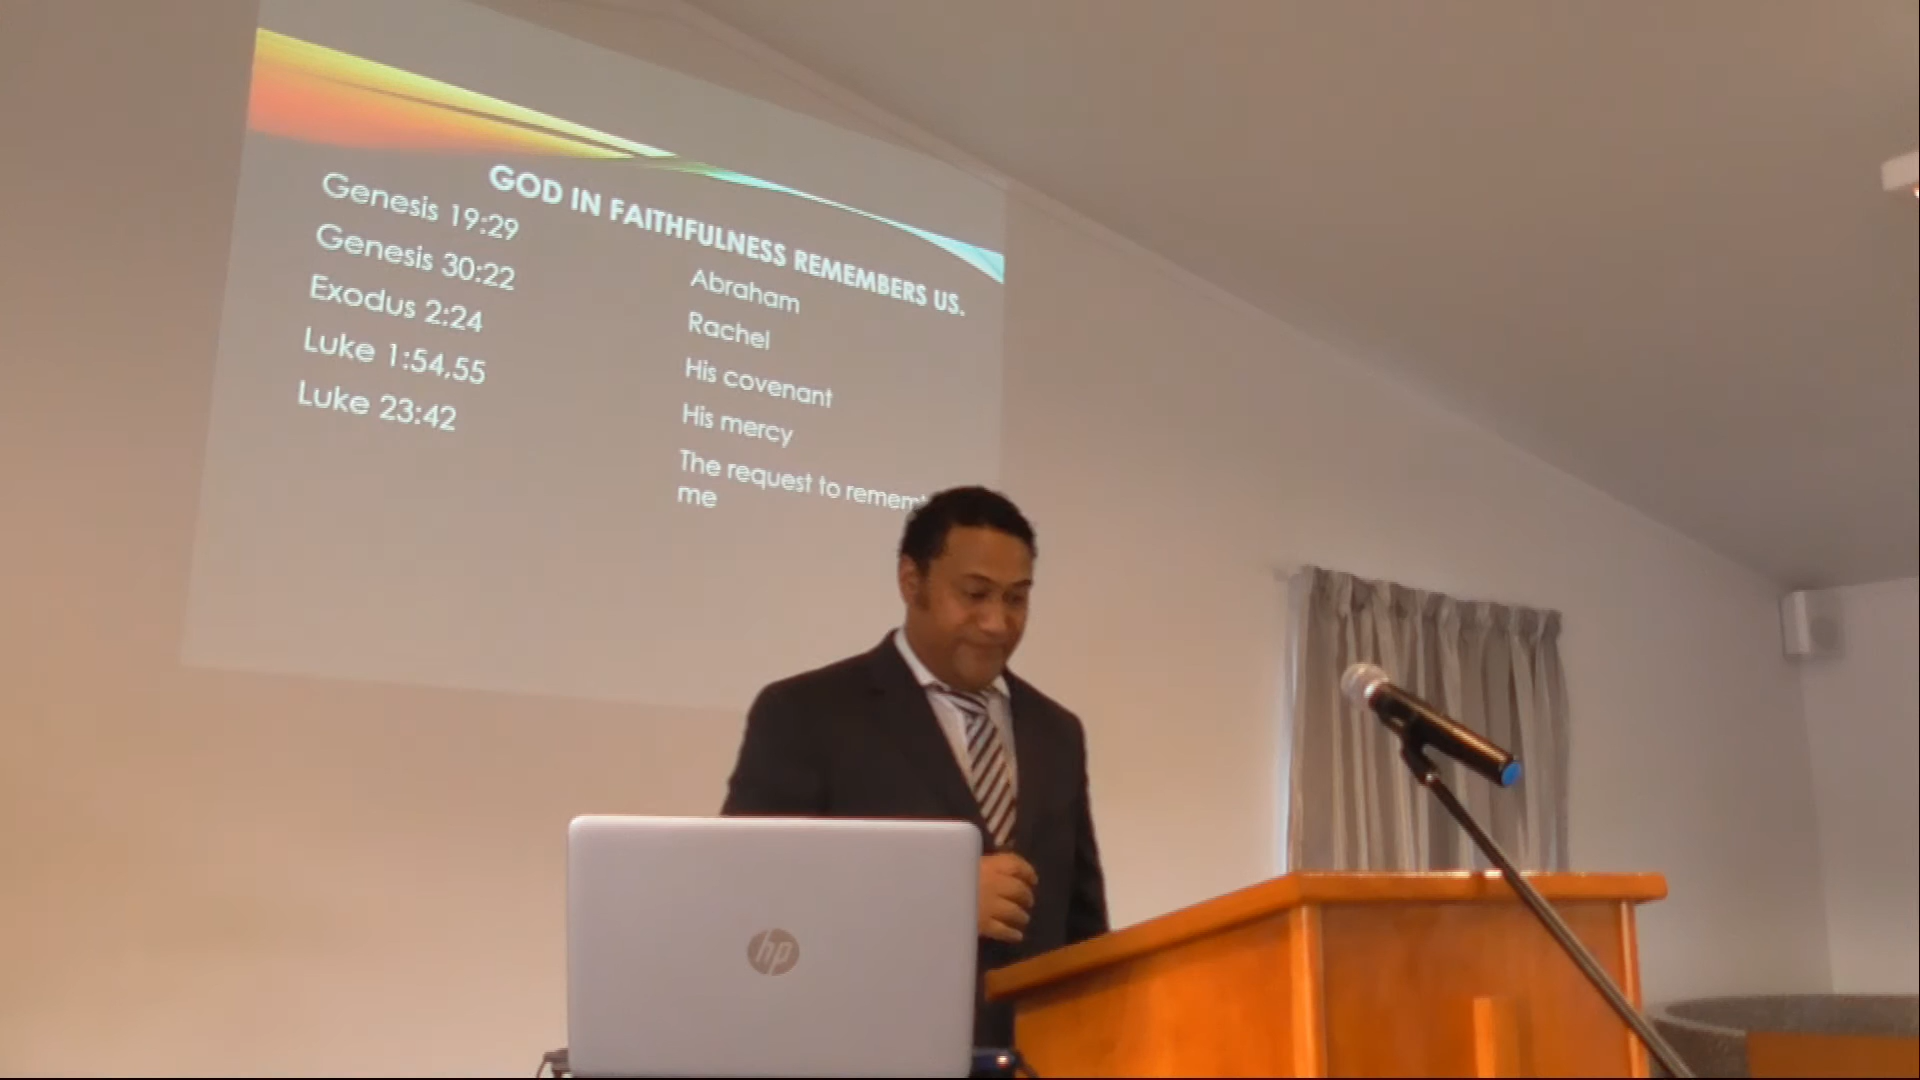 GOD IN FAITHFULNESS REMEMBERS US.
Genesis 19:29
Genesis 30:22
Exodus 2:24
Luke 1:54,55
Luke 23:42
Abraham
Rachel
His covenant
His mercy
The request to
me
hp